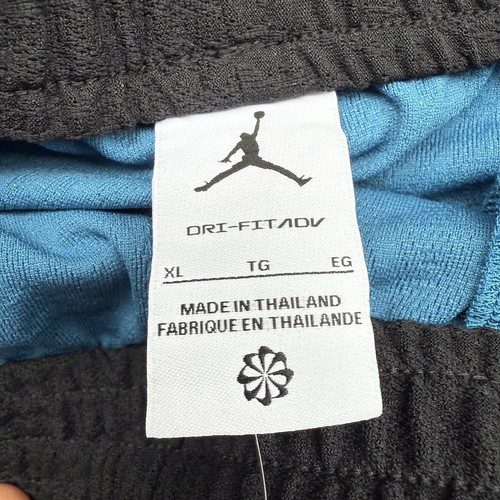 DRI-FIT ADV
XL TG EG
MADE IN THAILAND
FABRIQUE EN THAILANDE